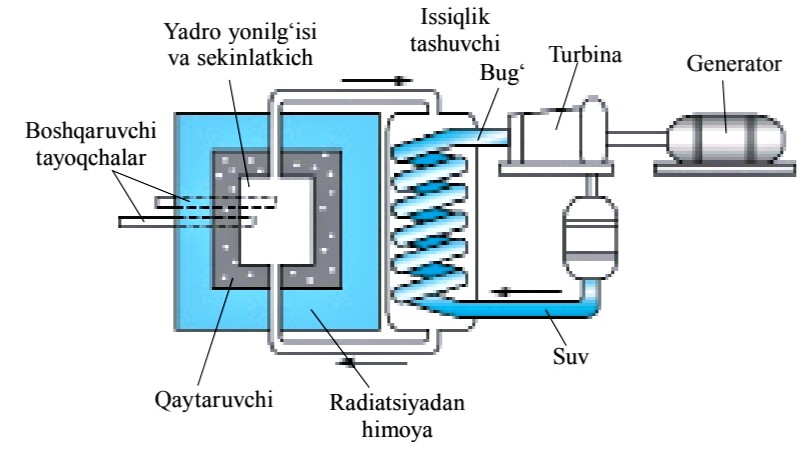 Yadro yonilg‘isi
va sekinlatkich
Issiqlik
tashuvchi
Bug‘
Turbina
Generator
Boshqaruvchi
tayoqchalar
Suv
Qaytaruvchi
Radiatsiyadan
himoya